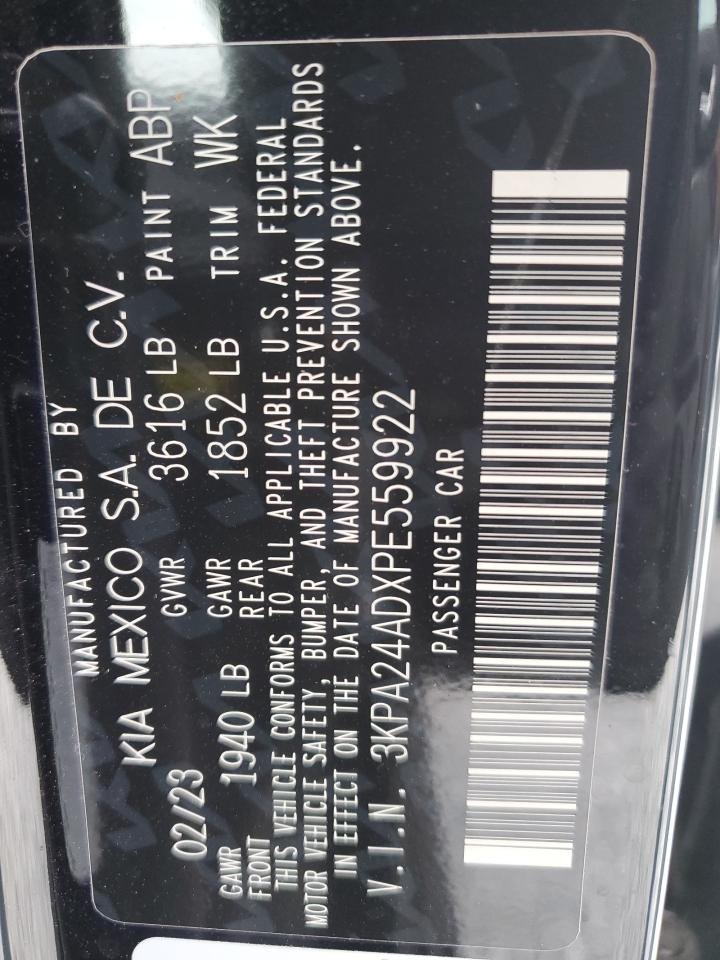 MANUFACTURED BY
KIA MEXICO S.A. DE C.V.
02/23 GVWR 3616 LB PAINT ABP
GAWR FRONT 1940 LB GAWR REAR 1852 LB TRIM WK
THIS VEHICLE CONFORMS TO ALL APPLICABLE U.S.A. FEDERAL
MOTOR VEHICLE SAFETY, BUMPER, AND THEFT PREVENTION STANDARDS
IN EFFECT ON THE DATE OF MANUFACTURE SHOWN ABOVE.
V.I.N. 3KPA24ADXPE559922
PASSENGER CAR